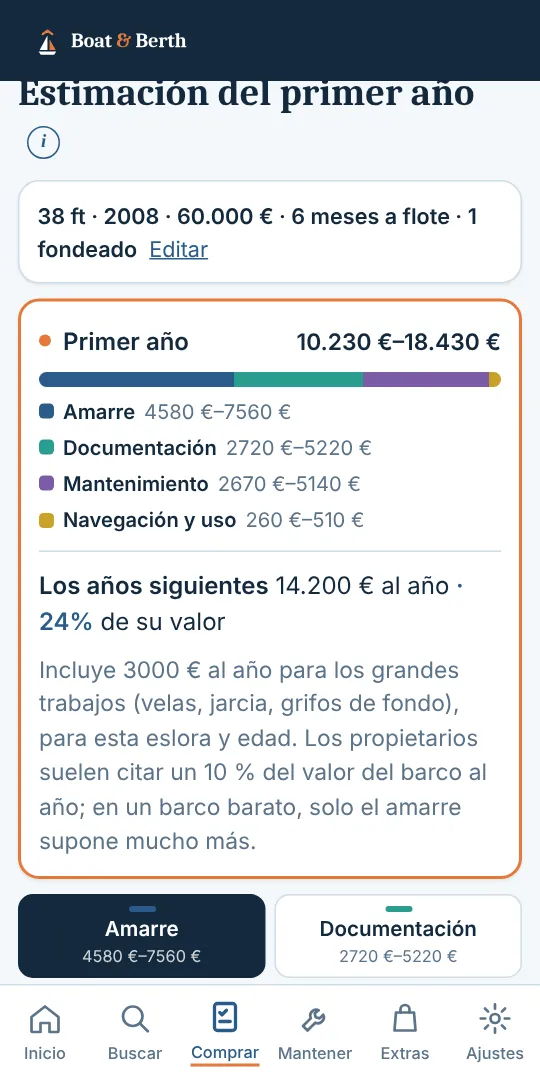 Boat & Berth
Estimación del primer año
i
38 ft · 2008 · 60.000 € · 6 meses a flote · 1
fondeado Editar
Primer año 10.230 €–18.430 €
Amarre 4580 €–7560 €
Documentación 2720 €–5220 €
Mantenimiento 2670 €–5140 €
Navegación y uso 260 €–510 €
Los años siguientes 14.200 € al año ·
24% de su valor
Incluye 3000 € al año para los grandes
trabajos (velas, jarcia, grifos de fondo),
para esta eslora y edad. Los propietarios
suelen citar un 10 % del valor del barco al
año; en un barco barato, solo el amarre
supone mucho más.
Amarre Documentación
4580 €–7560 € 2720 €–5220 €
Inicio Buscar Comprar Mantener Extras Ajustes